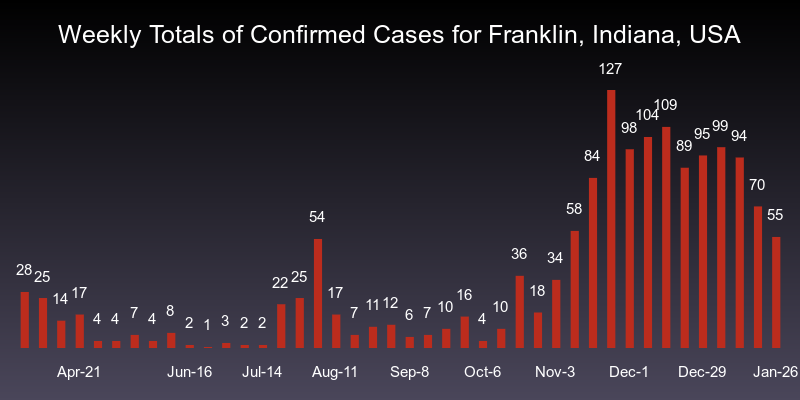 Weekly Totals of Confirmed Cases for Franklin, Indiana, USA
28 25 14 17 4 4 7 4 8 2 1 3 2 2 22 25 54 17 7 11 12 6 7 10 16 4 10 36 18 34 58 84 127 98 104 109 89 95 99 94 70 55
Apr-21 Jun-16 Jul-14 Aug-11 Sep-8 Oct-6 Nov-3 Dec-1 Dec-29 Jan-26